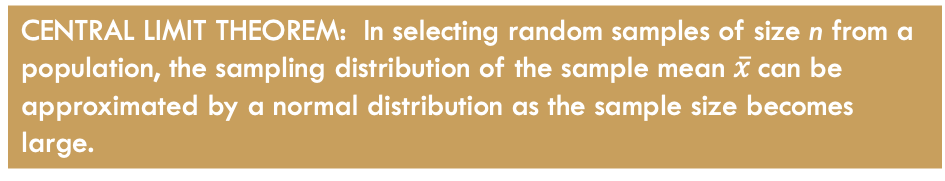 CENTRAL LIMIT THEOREM:  In selecting random samples of size n from a
population, the sampling distribution of the sample mean x̄ can be
approximated by a normal distribution as the sample size becomes
large.